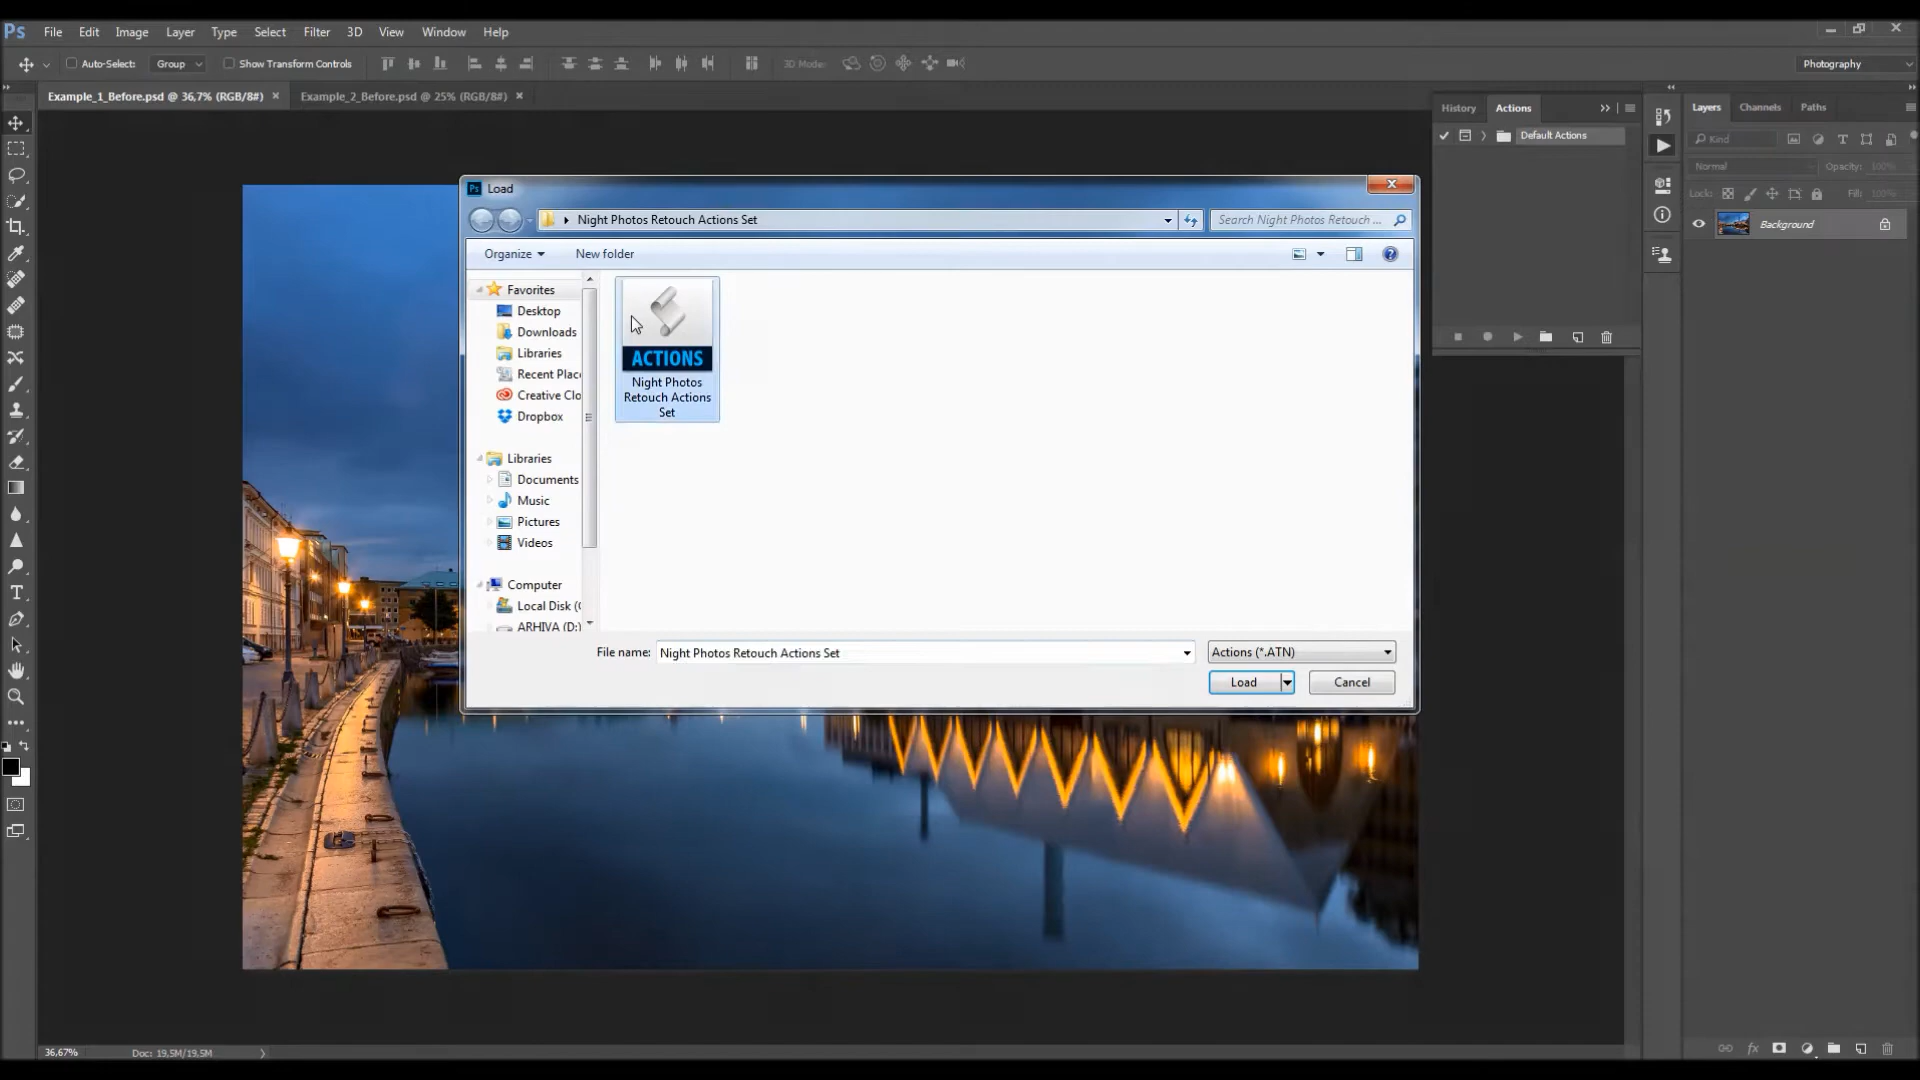 Ps File Edit Image Layer Type Select Filter 3D View Window Help
Auto-Select: Group Show Transform Controls 3D Mode: Photography
Example_1_Before.psd @ 36,7% (RGB/8#) × Example_2_Before.psd @ 25% (RGB/8#) ×
History Actions
Default Actions
Layers Channels Paths
Kind
Normal Opacity: 100%
Lock: Fill: 100%
Background
Ps Load
Night Photos Retouch Actions Set
Search Night Photos Retouch ...
Organize New folder
Favorites
Desktop
Downloads
Libraries
Recent Plac
Creative Clo
Dropbox
Libraries
Documents
Music
Pictures
Videos
Computer
Local Disk (
ARHIVA (D:)
ACTIONS
Night Photos
Retouch Actions
Set
File name: Night Photos Retouch Actions Set Actions (*.ATN)
Load Cancel
36,67% Doc: 19,5M/19,5M
fx